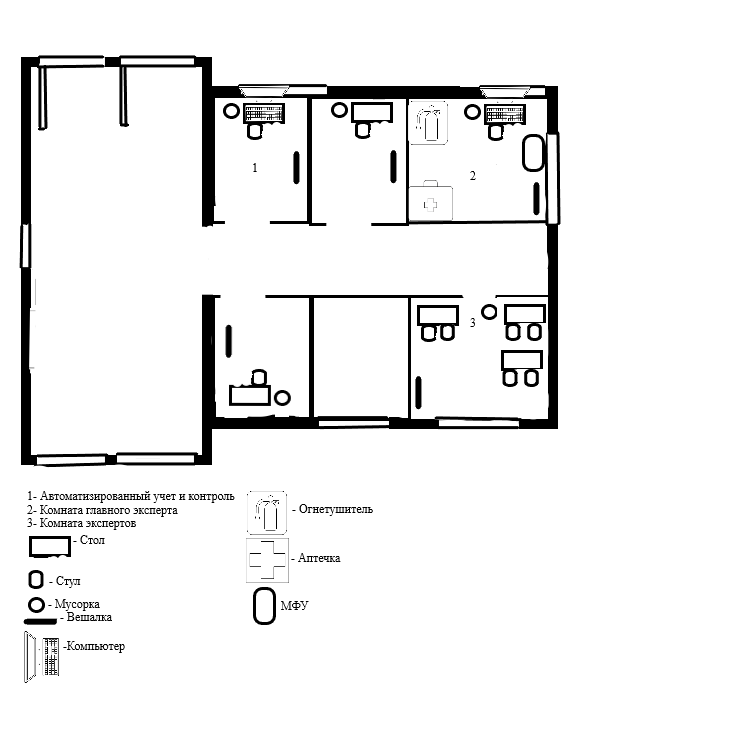 1
2
3
1- Автоматизированный учет и контроль
2- Комната главного эксперта
3- Комната экспертов
- Стол
- Стул
- Мусорка
- Вешалка
-Компьютер
- Огнетушитель
- Аптечка
МФУ